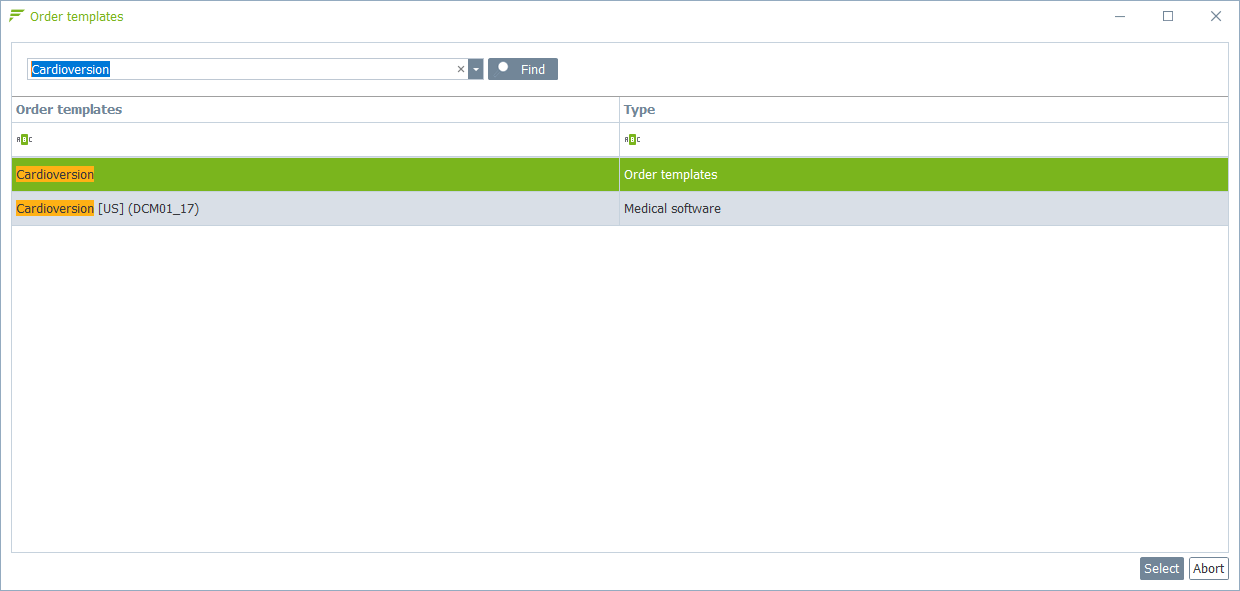 Order templates
Cardioversion
Find
Order templates Type
ABC ABC
Cardioversion Order templates
Cardioversion [US] (DCM01_17) Medical software
Select Abort